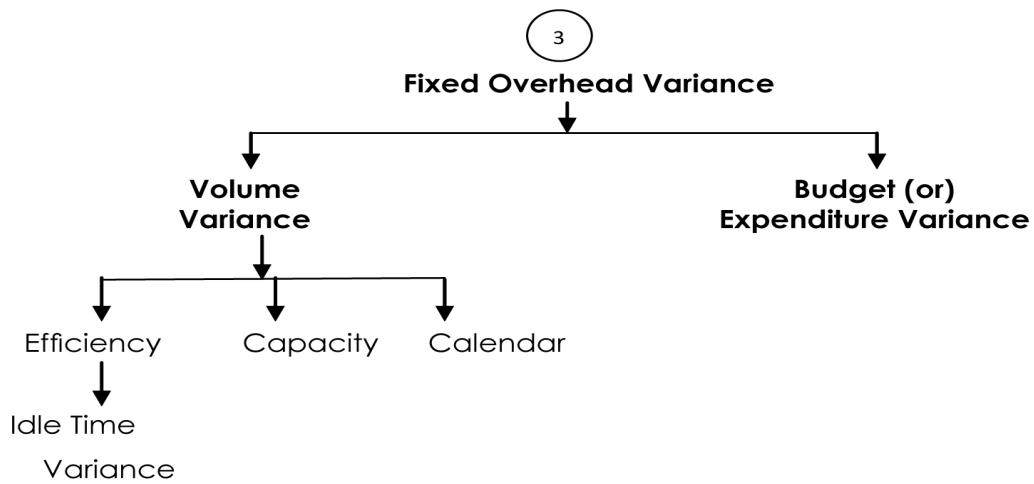 3
Fixed Overhead Variance
Volume
Variance
Budget (or)
Expenditure Variance
Efficiency
Capacity
Calendar
Idle Time
Variance